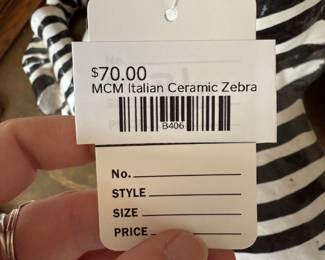 $70.00
MCM Italian Ceramic Zebra
B406
No.
STYLE
SIZE
PRICE